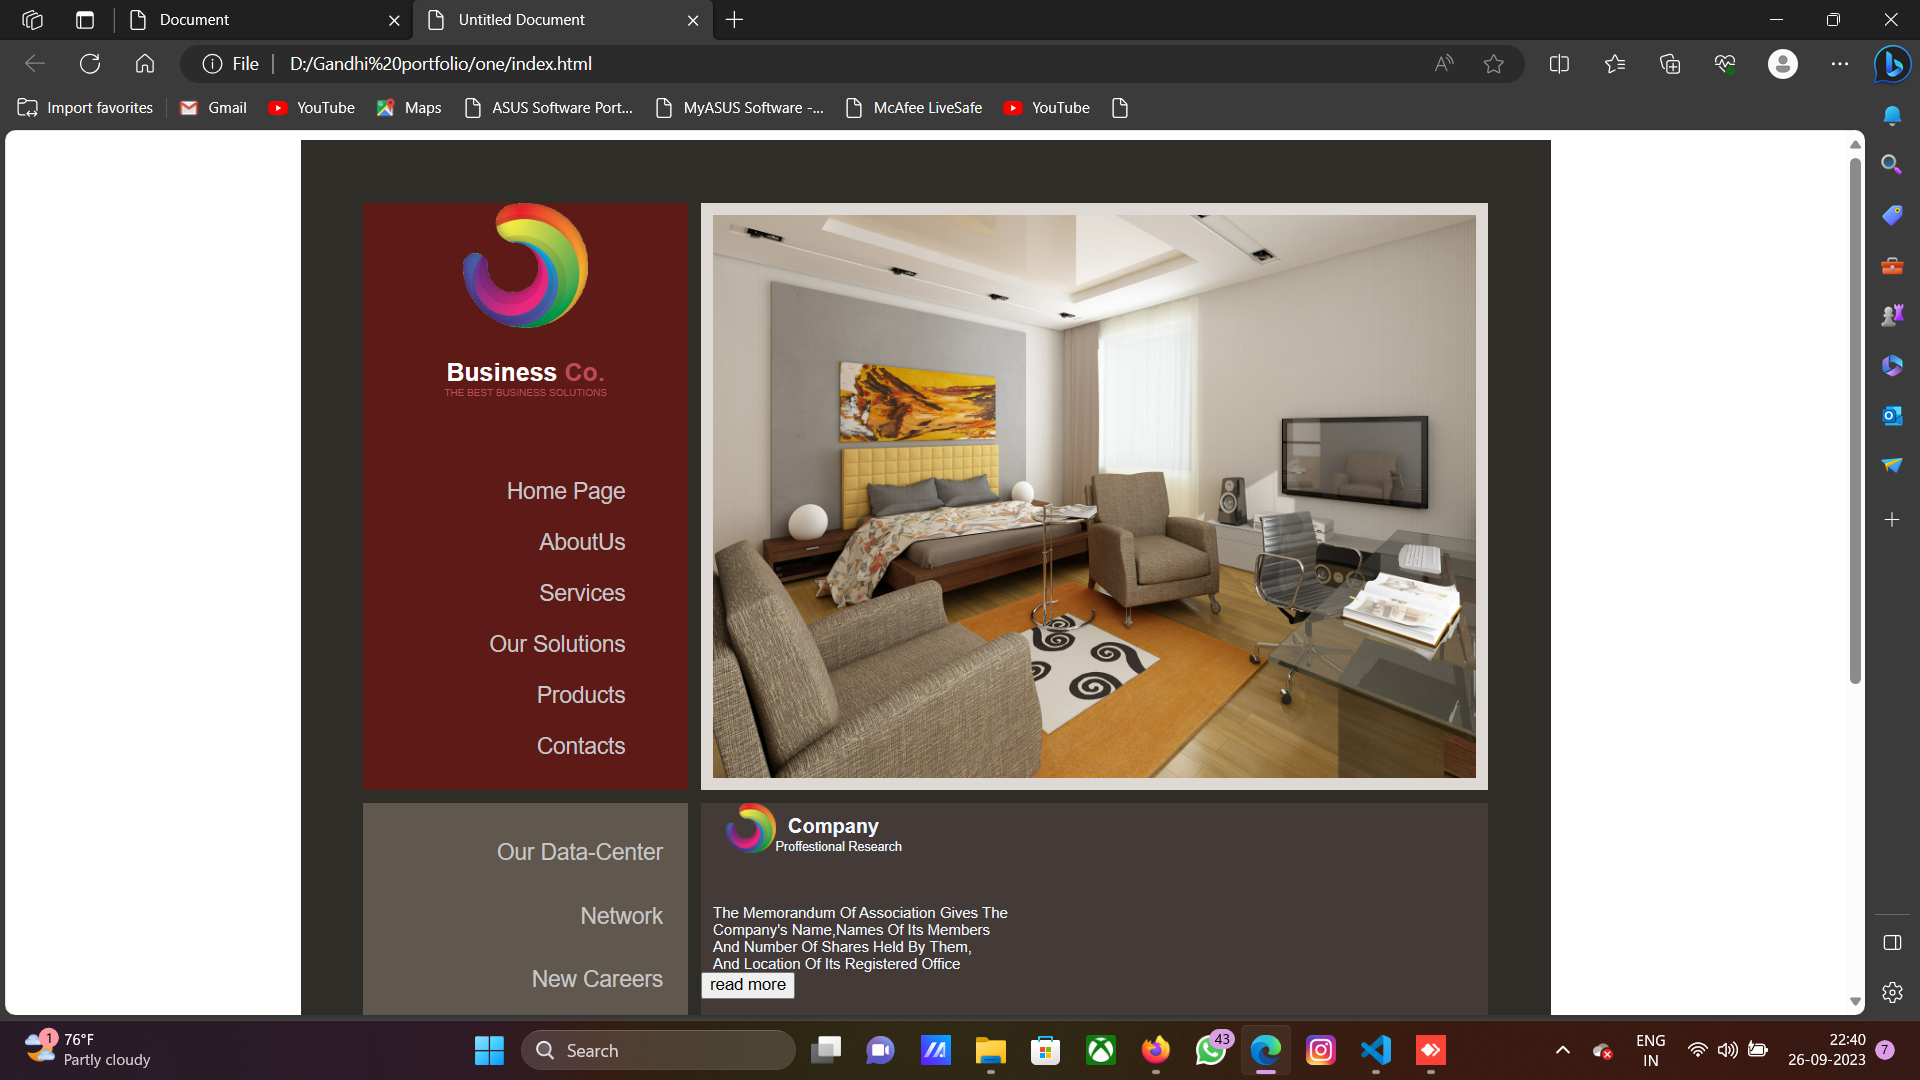 Document
Untitled Document
File
D:/Gandhi%20portfolio/one/index.html
Import favorites
Gmail
YouTube
Maps
ASUS Software Port...
MyASUS Software -...
McAfee LiveSafe
YouTube
Business Co.
THE BEST BUSINESS SOLUTIONS
Home Page
AboutUs
Services
Our Solutions
Products
Contacts
Our Data-Center
Network
New Careers
Company
Proffestional Research
The Memorandum Of Association Gives The
Company's Name,Names Of Its Members
And Number Of Shares Held By Them,
And Location Of Its Registered Office
read more
1
76°F
Partly cloudy
Search
43
ENG
IN
22:40
26-09-2023
7